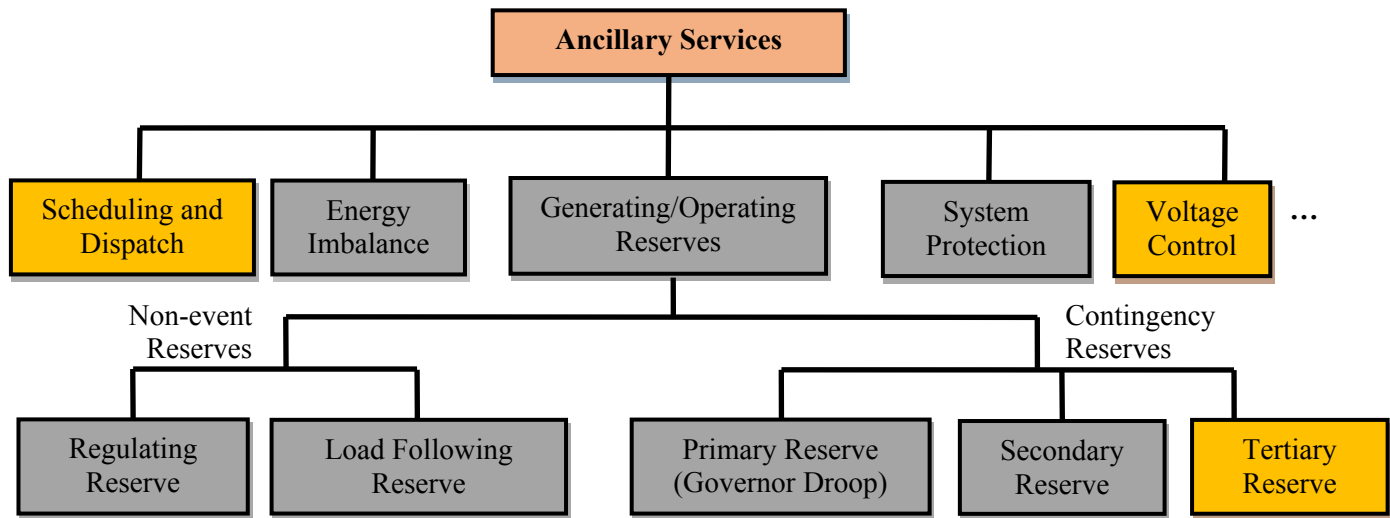 Ancillary Services
Scheduling and
Dispatch
Energy
Imbalance
Generating/Operating
Reserves
System
Protection
Voltage
Control
...
Non-event
Reserves
Contingency
Reserves
Regulating
Reserve
Load Following
Reserve
Primary Reserve
(Governor Droop)
Secondary
Reserve
Tertiary
Reserve